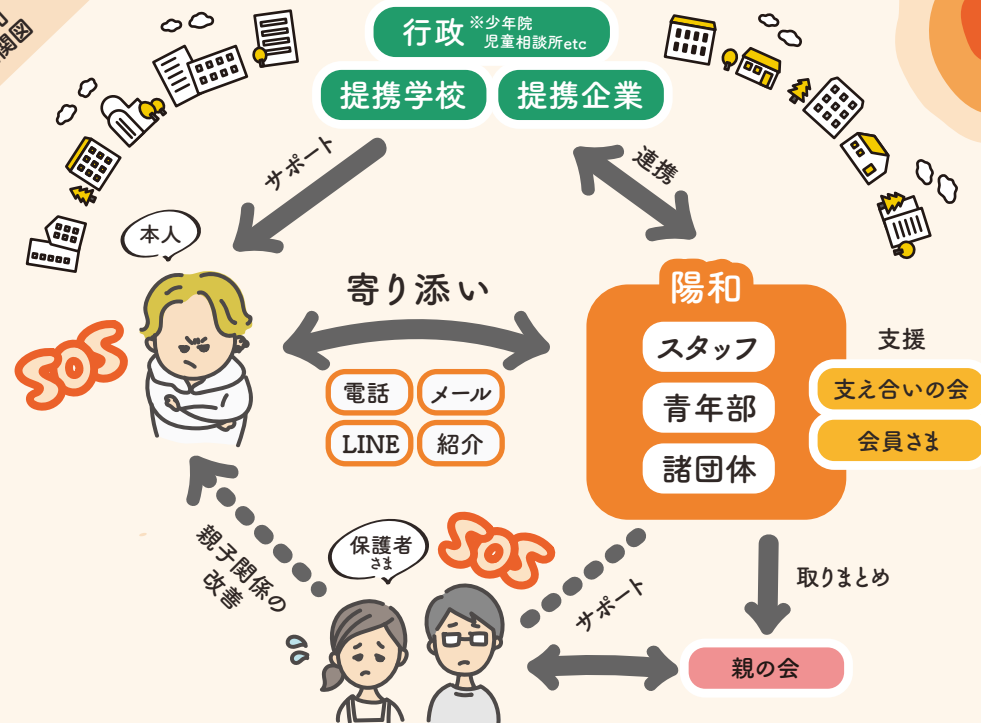 関図
行政 ※少年院
児童相談所etc
提携学校
提携企業
サポート
連携
本人
SOS
寄り添い
電話
メール
LINE
紹介
陽和
スタッフ
青年部
諸団体
支援
支え合いの会
会員さま
親子関係の
改善
保護者
さま
SOS
サポート
取りまとめ
親の会